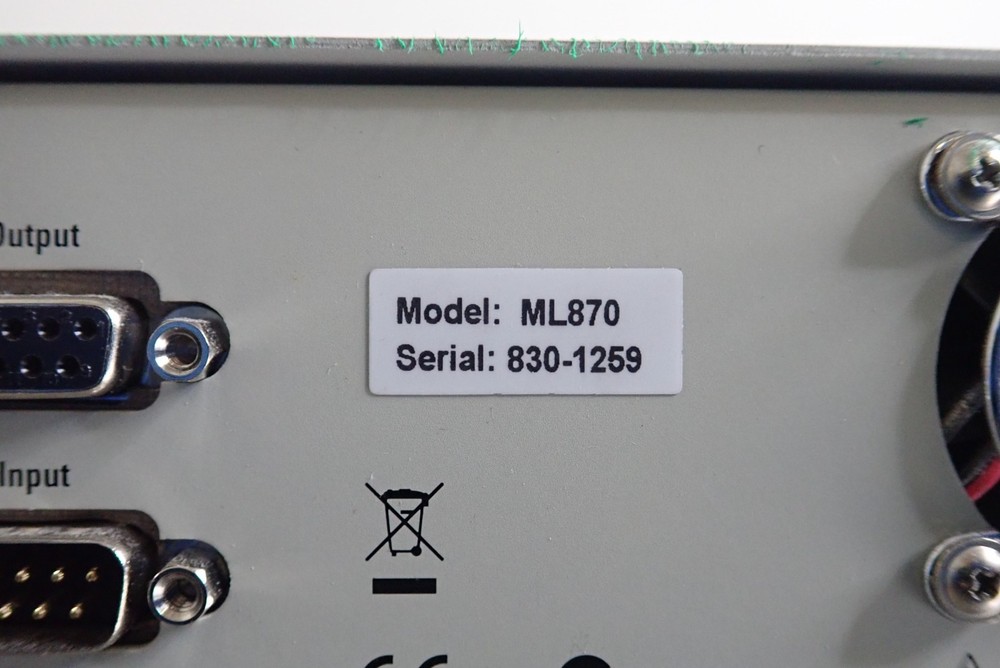 Output
Model: ML870
Serial: 830-1259
Input